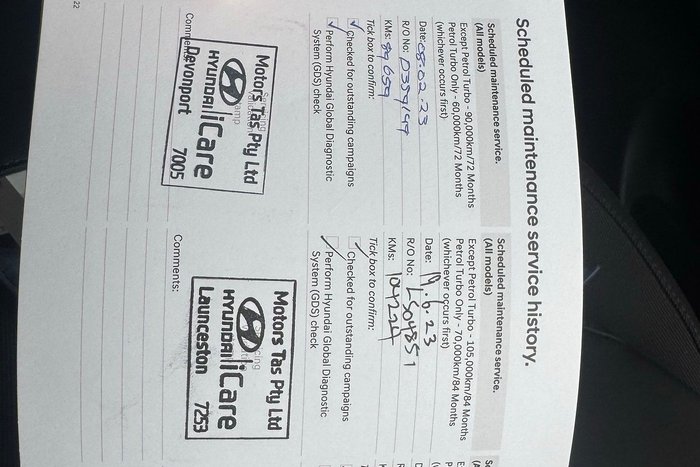 Scheduled maintenance service history.
Scheduled maintenance service.
(All models)
Except Petrol Turbo - 90,000km/72 Months
Petrol Turbo Only - 60,000km/72 Months
(whichever occurs first)
Date: 08.02.23
R/O No: D359199
KMs: 99659
Tick box to confirm:
Checked for outstanding campaigns
Perform Hyundai Global Diagnostic
System (GDS) check
Motors Tas Pty Ltd
HYUNDAI iCare
Devonport 7005
Comments:
Scheduled maintenance service.
(All models)
Except Petrol Turbo - 105,000km/84 Months
Petrol Turbo Only - 70,000km/84 Months
(whichever occurs first)
Date: 19.6.23
R/O No: L504851
KMs: 104224
Tick box to confirm:
Checked for outstanding campaigns
Perform Hyundai Global Diagnostic
System (GDS) check
Motors Tas Pty Ltd
HYUNDAI iCare
Launceston 7253
Comments:
22